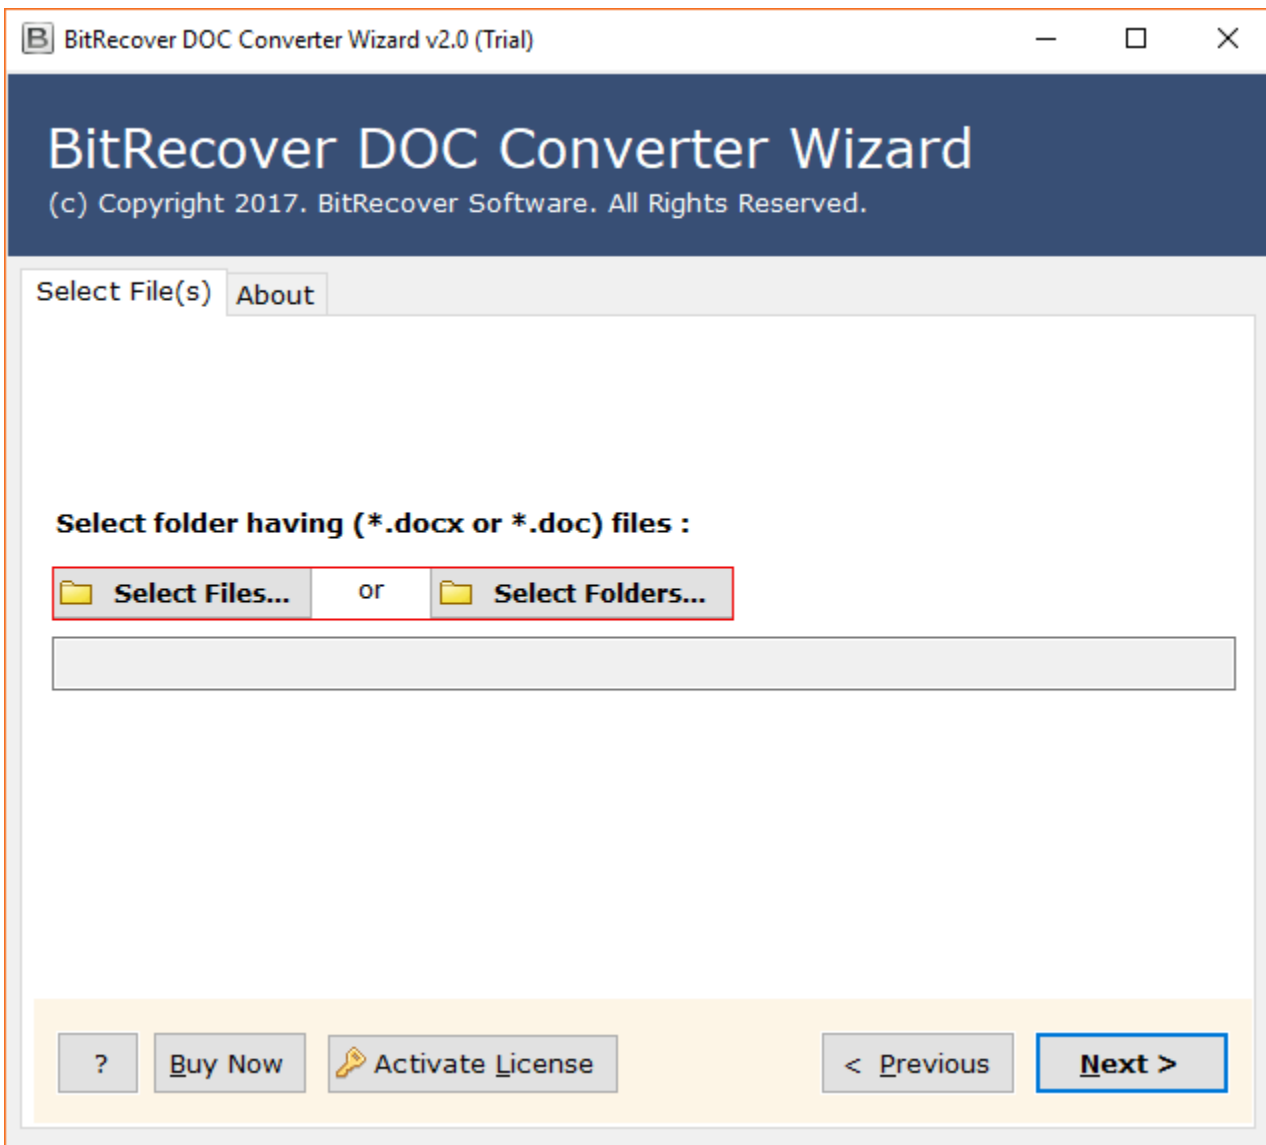 BitRecover DOC Converter Wizard v2.0 (Trial)
BitRecover DOC Converter Wizard
(c) Copyright 2017. BitRecover Software. All Rights Reserved.
Select File(s) About
Select folder having (*.docx or *.doc) files :
Select Files... or Select Folders...
? Buy Now Activate License < Previous Next >